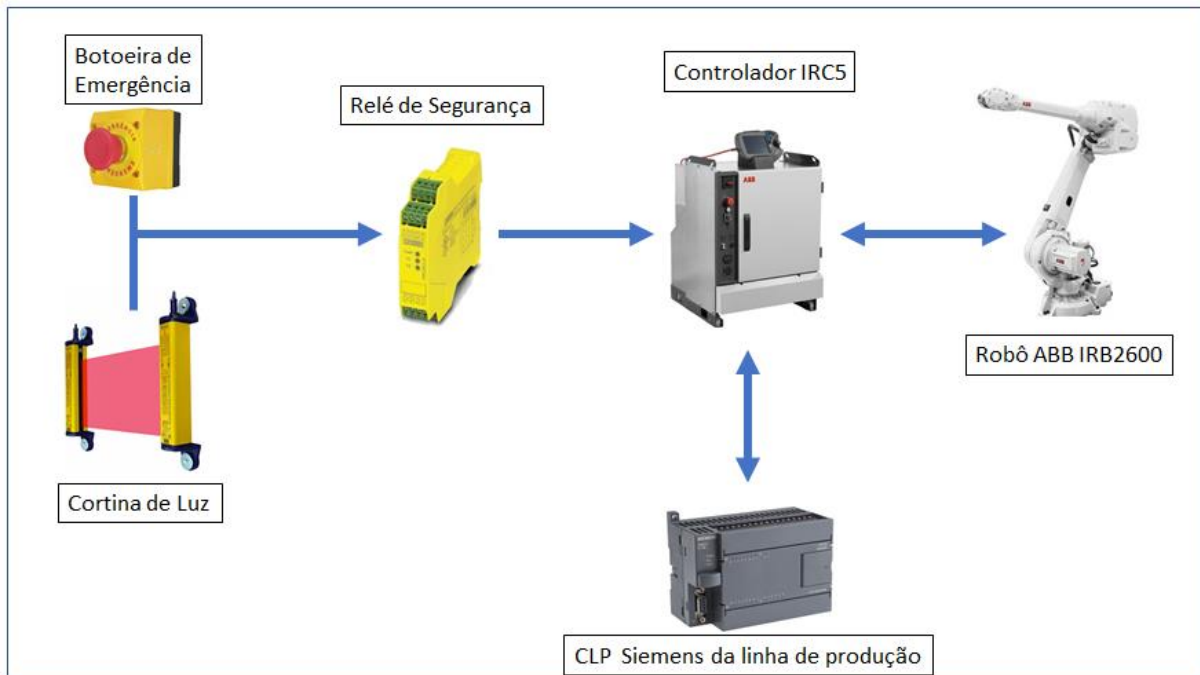 Botoeira de
Emergência
Relé de Segurança
Controlador IRC5
ABB
Robô ABB IRB2600
Cortina de Luz
CLP  Siemens da linha de produção